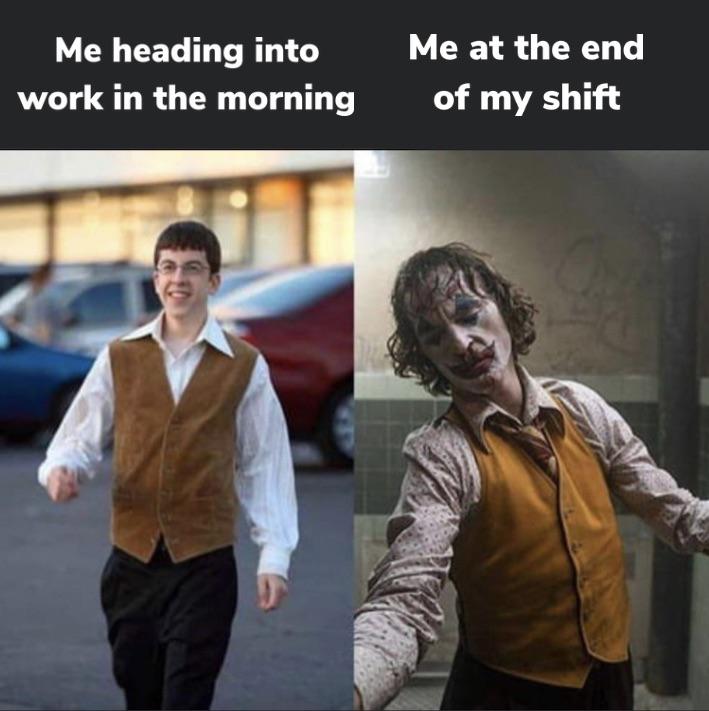 Me heading into
work in the morning
Me at the end
of my shift